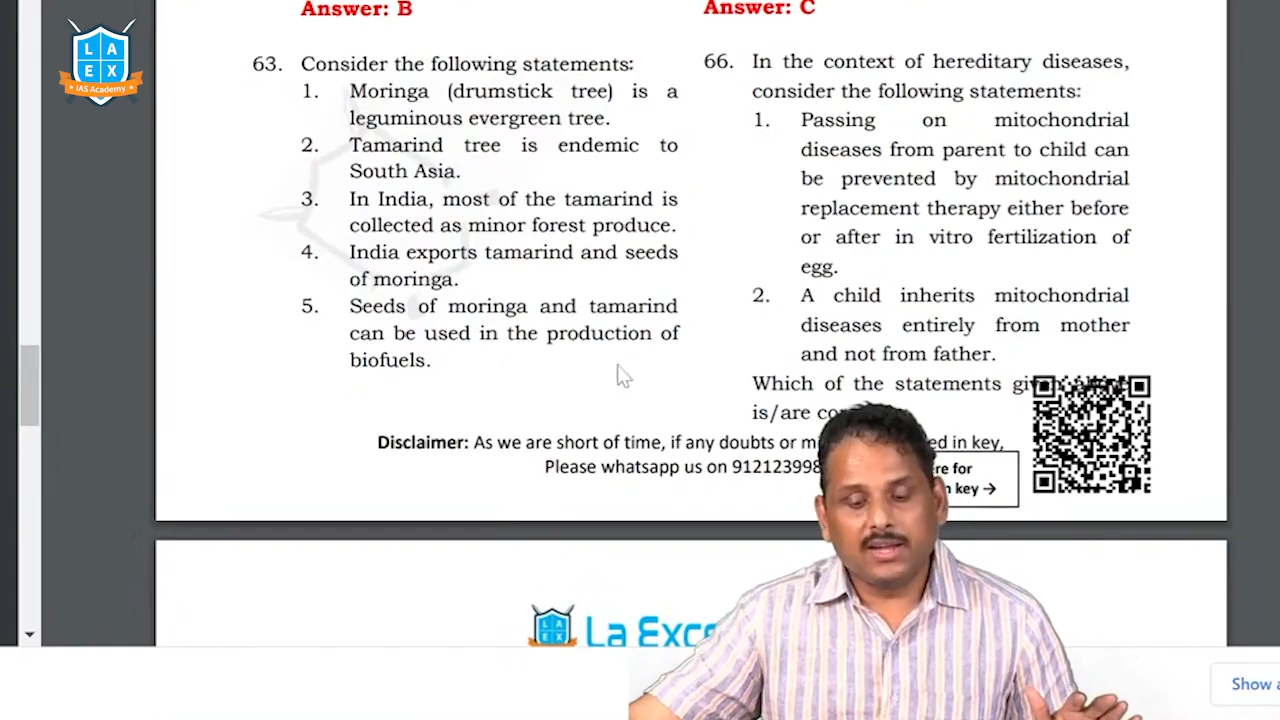 LA
EX
IAS Academy
Answer: B
63. Consider the following statements:
1. Moringa (drumstick tree) is a
leguminous evergreen tree.
2. Tamarind tree is endemic to
South Asia.
3. In India, most of the tamarind is
collected as minor forest produce.
4. India exports tamarind and seeds
of moringa.
5. Seeds of moringa and tamarind
can be used in the production of
biofuels.
Answer: C
66. In the context of hereditary diseases,
consider the following statements:
1. Passing on mitochondrial
diseases from parent to child can
be prevented by mitochondrial
replacement therapy either before
or after in vitro fertilization of
egg.
2. A child inherits mitochondrial
diseases entirely from mother
and not from father.
Which of the statements
is/are
Disclaimer: As we are short of time, if any doubts or in key,
Please whatsapp us on 912123998
for
key →
LA
EX
La Exce
Show